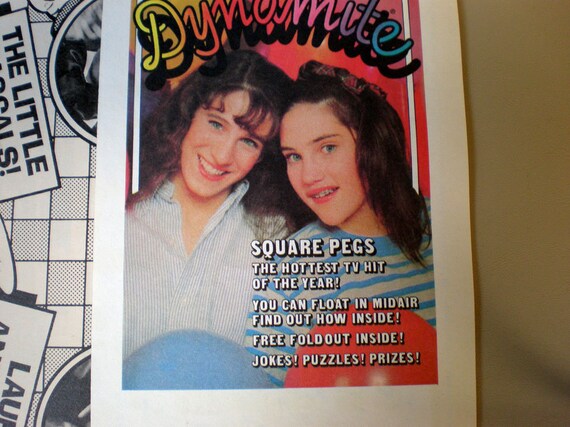 Dynamite
THE LITTLE
SQUARE PEGS
THE HOTTEST TV HIT
OF THE YEAR!
YOU CAN FLOAT IN MIDAIR
FIND OUT HOW INSIDE!
FREE FOLDOUT INSIDE!
JOKES! PUZZLES! PRIZES!